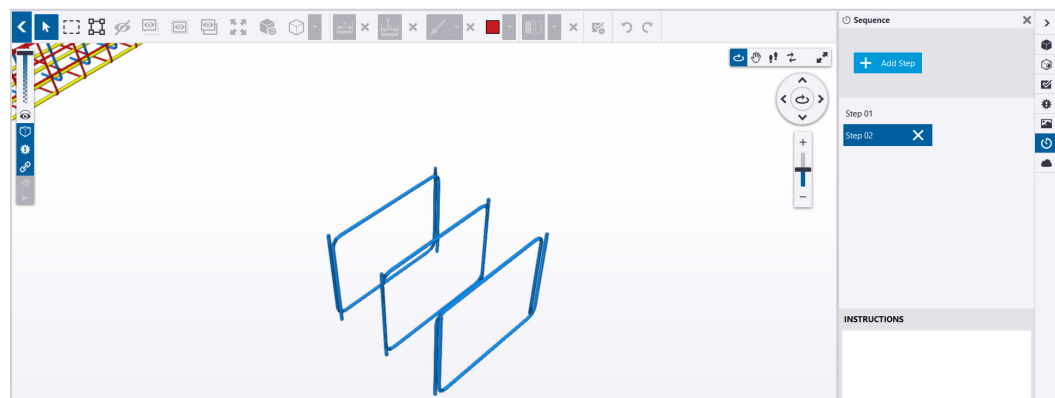 Sequence
Add Step
Step 01
Step 02
INSTRUCTIONS